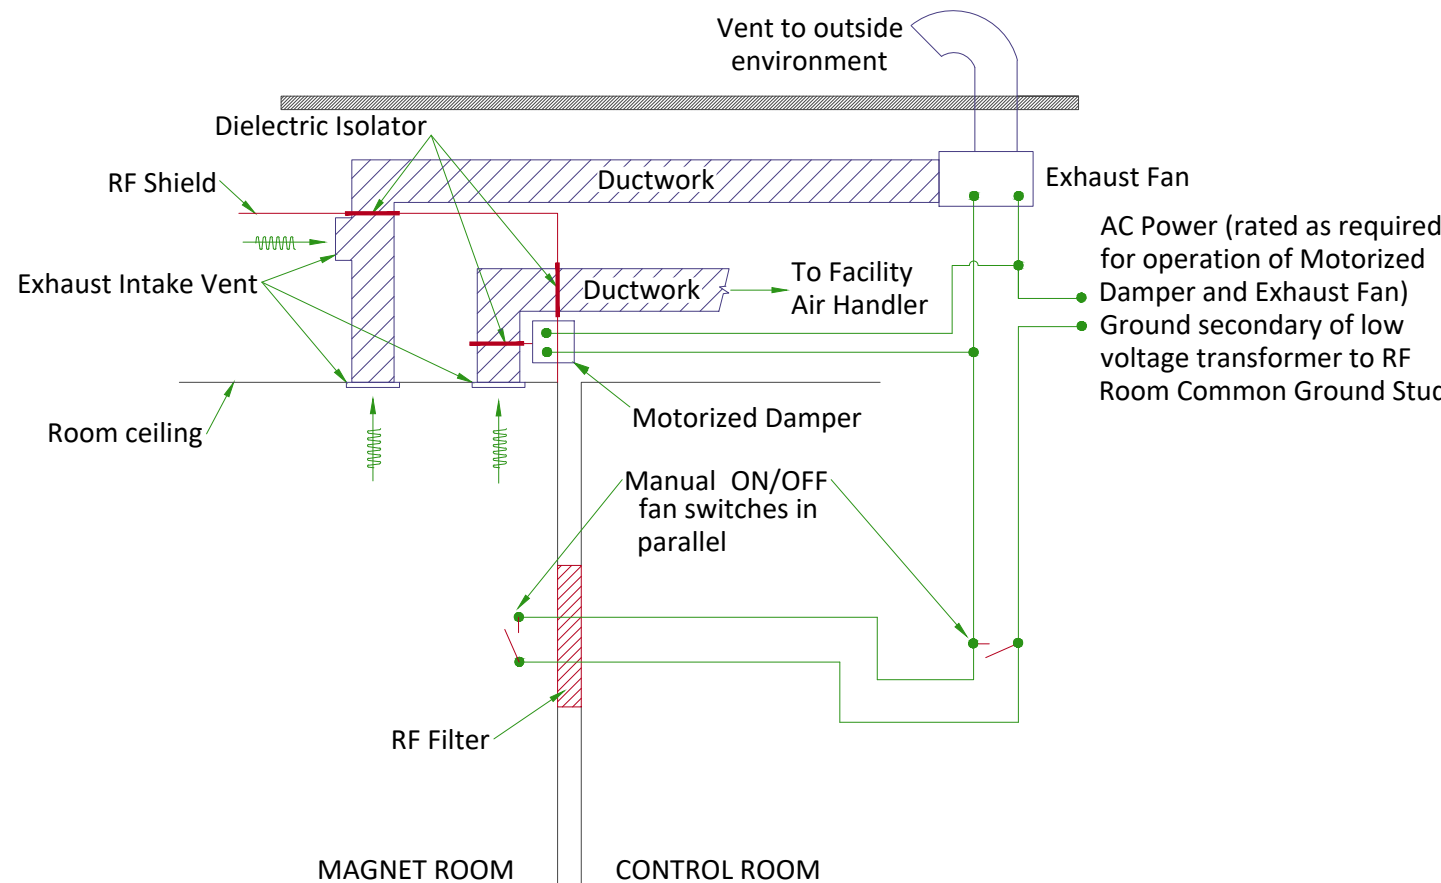 Vent to outside
environment
Dielectric Isolator
RF Shield
Ductwork
Exhaust Fan
AC Power (rated as required
for operation of Motorized
Damper and Exhaust Fan)
Ground secondary of low
voltage transformer to RF
Room Common Ground Stud
Exhaust Intake Vent
Ductwork
To Facility
Air Handler
Room ceiling
Motorized Damper
Manual ON/OFF
fan switches in
parallel
RF Filter
MAGNET ROOM
CONTROL ROOM